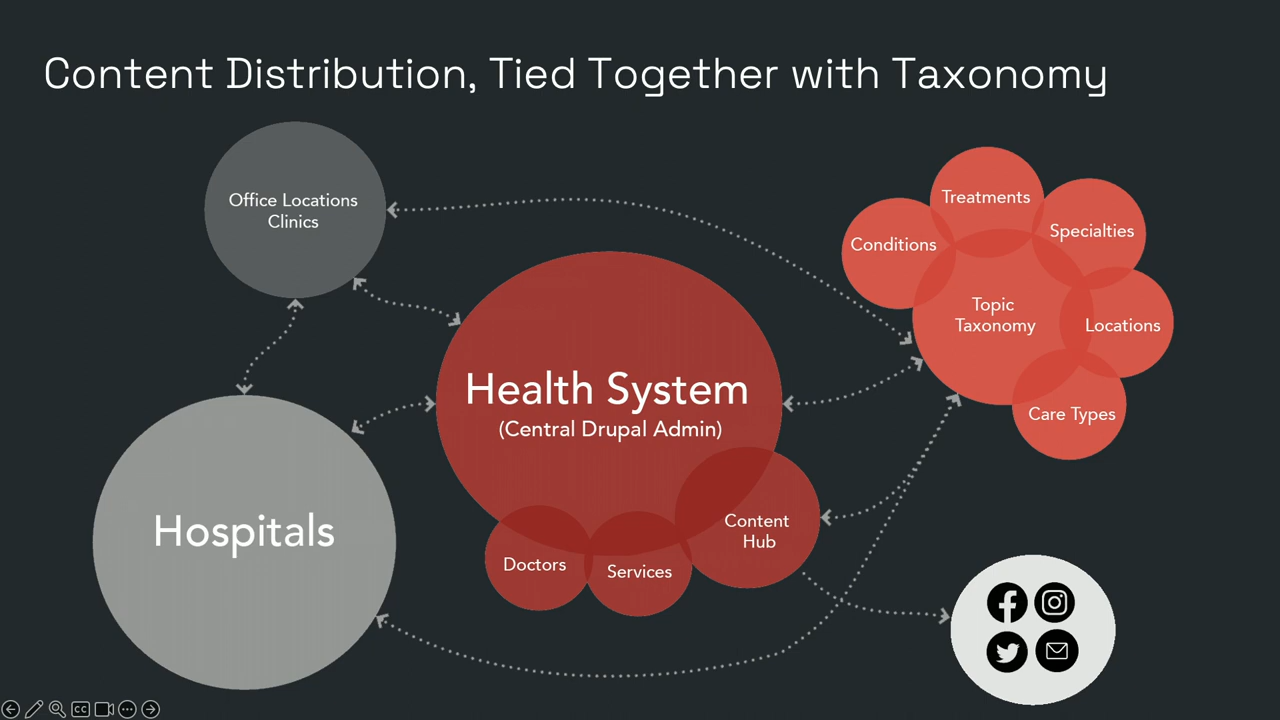 Content Distribution, Tied Together with Taxonomy
Office Locations
Clinics
Treatments
Specialties
Conditions
Topic
Taxonomy
Locations
Care Types
Health System
(Central Drupal Admin)
Hospitals
Content
Hub
Doctors
Services
CC